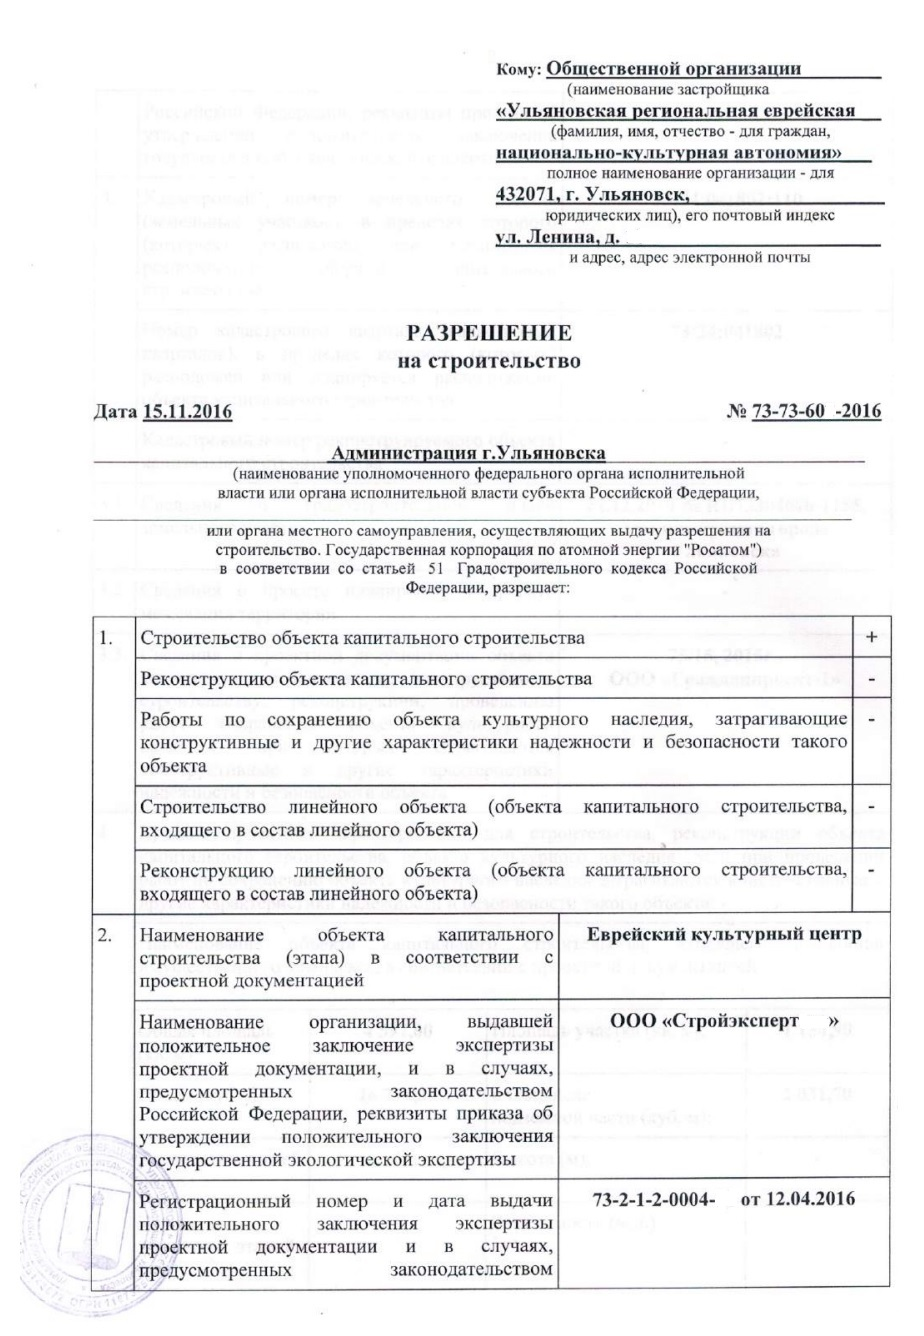 Кому: Общественной организации
(наименование застройщика
«Ульяновская региональная еврейская
(фамилия, имя, отчество - для граждан,
национально-культурная автономия»
полное наименование организации - для
432071, г. Ульяновск,
юридических лиц), его почтовый индекс
ул. Ленина, д.
и адрес, адрес электронной почты
РАЗРЕШЕНИЕ
на строительство
Дата 15.11.2016 № 73-73-60 -2016
Администрация г.Ульяновска
(наименование уполномоченного федерального органа исполнительной
власти или органа исполнительной власти субъекта Российской Федерации,
или органа местного самоуправления, осуществляющих выдачу разрешения на
строительство. Государственная корпорация по атомной энергии "Росатом")
в соответствии со статьей 51 Градостроительного кодекса Российской
Федерации, разрешает:
1. Строительство объекта капитального строительства +
Реконструкцию объекта капитального строительства -
Работы по сохранению объекта культурного наследия, затрагивающие -
конструктивные и другие характеристики надежности и безопасности такого
объекта
Строительство линейного объекта (объекта капитального строительства, -
входящего в состав линейного объекта)
Реконструкцию линейного объекта (объекта капитального строительства, -
входящего в состав линейного объекта)
2. Наименование объекта капитального Еврейский культурный центр
строительства (этапа) в соответствии с
проектной документацией
Наименование организации, выдавшей ООО «Стройэксперт »
положительное заключение экспертизы
проектной документации, и в случаях,
предусмотренных законодательством
Российской Федерации, реквизиты приказа об
утверждении положительного заключения
государственной экологической экспертизы
Регистрационный номер и дата выдачи 73-2-1-2-0004- от 12.04.2016
положительного заключения экспертизы
проектной документации и в случаях,
предусмотренных законодательством